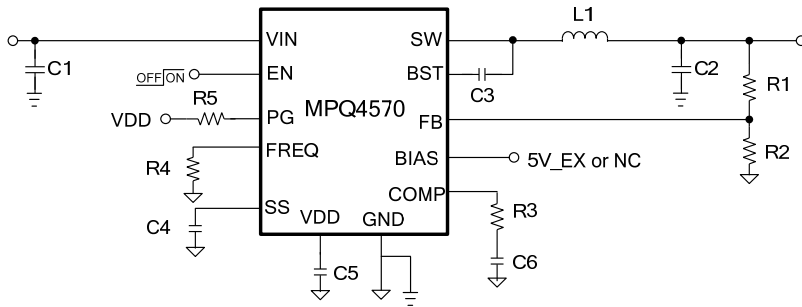 L1
VIN
SW
C1
OFF ON
EN
BST
C3
C2
R1
R5
MPQ4570
VDD
PG
FB
FREQ
R2
R4
BIAS
5V_EX or NC
COMP
SS
R3
C4
VDD
GND
C5
C6